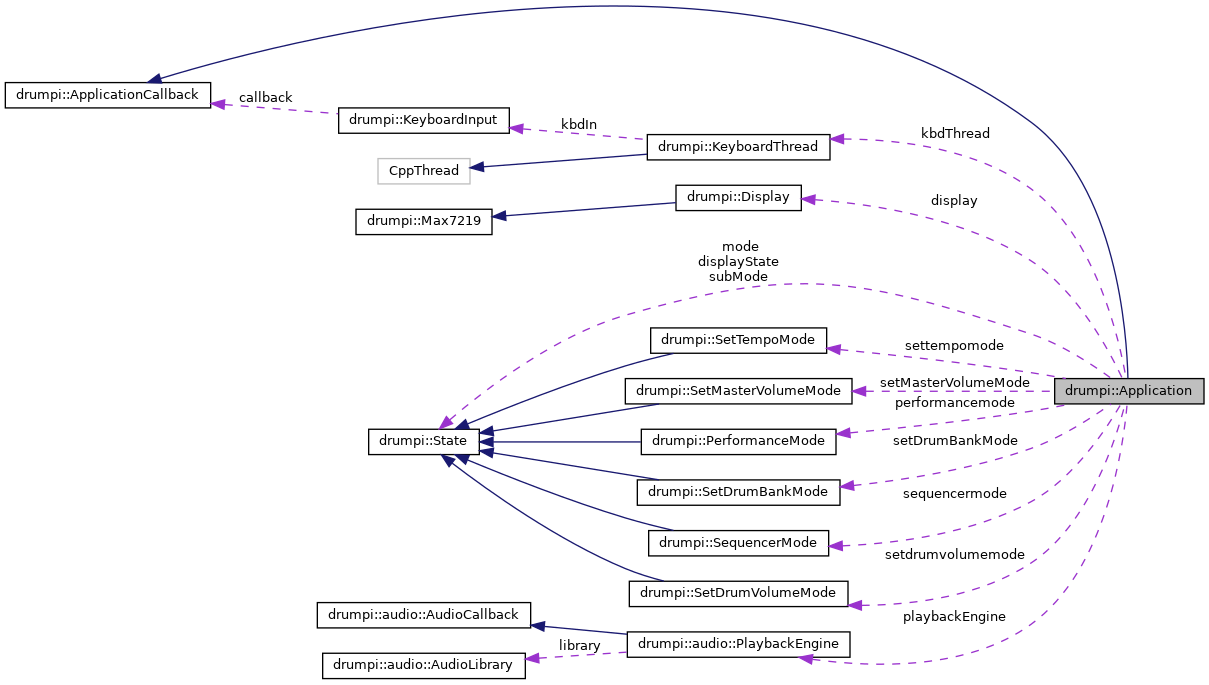 drumpi::ApplicationCallback
callback
drumpi::KeyboardInput
kbdIn
kbdThread
drumpi::KeyboardThread
CppThread
drumpi::Display
display
drumpi::Max7219
mode
displayState
subMode
drumpi::SetTempoMode
settempomode
drumpi::SetMasterVolumeMode
setMasterVolumeMode
drumpi::Application
performancemode
drumpi::State
drumpi::PerformanceMode
setDrumBankMode
drumpi::SetDrumBankMode
sequencermode
drumpi::SequencerMode
setdrumvolumemode
drumpi::SetDrumVolumeMode
drumpi::audio::AudioCallback
playbackEngine
library
drumpi::audio::PlaybackEngine
drumpi::audio::AudioLibrary